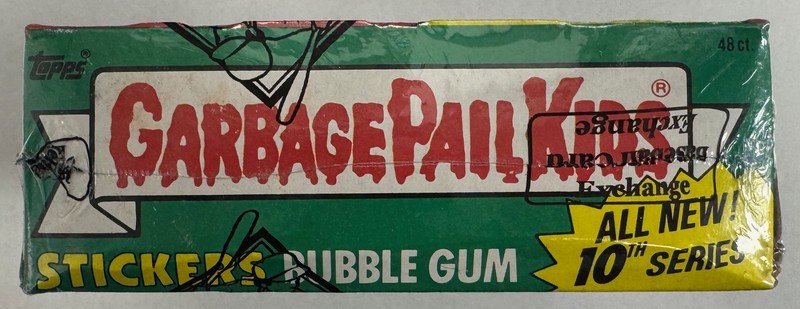 topps®
48 ct.
GARBAGE PAIL KIDS®
Exchange
Baseball Card
Exchange
ALL NEW!
10TH SERIES
STICKERS BUBBLE GUM